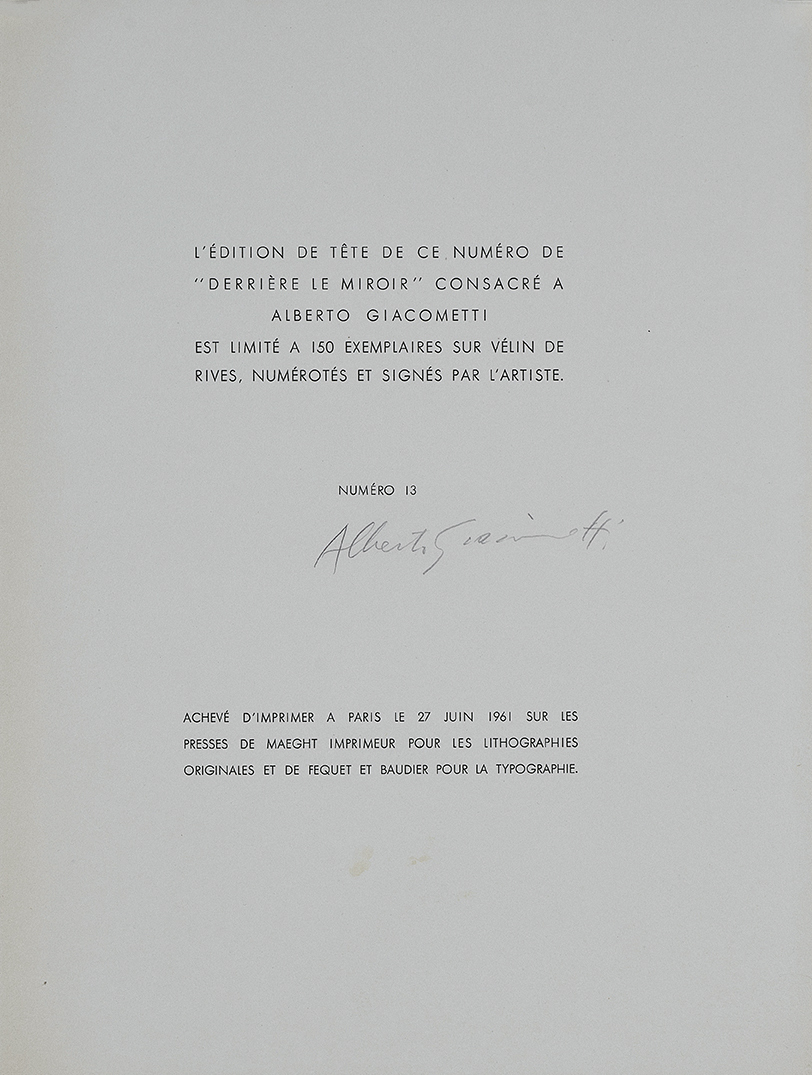 L'ÉDITION DE TÊTE DE CE NUMÉRO DE
"DERRIÈRE LE MIROIR" CONSACRÉ A
ALBERTO GIACOMETTI
EST LIMITÉ A 150 EXEMPLAIRES SUR VÉLIN DE
RIVES, NUMÉROTÉS ET SIGNÉS PAR L'ARTISTE.
NUMÉRO 13
Alberto Giacometti
ACHEVÉ D'IMPRIMER A PARIS LE 27 JUIN 1961 SUR LES
PRESSES DE MAEGHT IMPRIMEUR POUR LES LITHOGRAPHIES
ORIGINALES ET DE FEQUET ET BAUDIER POUR LA TYPOGRAPHIE.